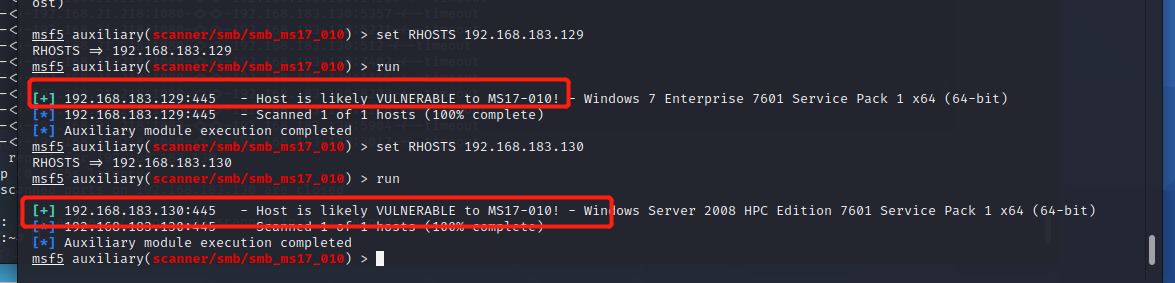 ost)
msf5 auxiliary(scanner/smb/smb_ms17_010) > set RHOSTS 192.168.183.129
RHOSTS ⇒ 192.168.183.129
msf5 auxiliary(scanner/smb/smb_ms17_010) > run
[+] 192.168.183.129:445 - Host is likely VULNERABLE to MS17-010! - Windows 7 Enterprise 7601 Service Pack 1 x64 (64-bit)
[*] 192.168.183.129:445 - Scanned 1 of 1 hosts (100% complete)
[*] Auxiliary module execution completed
msf5 auxiliary(scanner/smb/smb_ms17_010) > set RHOSTS 192.168.183.130
RHOSTS ⇒ 192.168.183.130
msf5 auxiliary(scanner/smb/smb_ms17_010) > run
[+] 192.168.183.130:445 - Host is likely VULNERABLE to MS17-010! - Windows Server 2008 HPC Edition 7601 Service Pack 1 x64 (64-bit)
[*] 192.168.183.130:445 - Scanned 1 of 1 hosts (100% complete)
[*] Auxiliary module execution completed
msf5 auxiliary(scanner/smb/smb_ms17_010) >